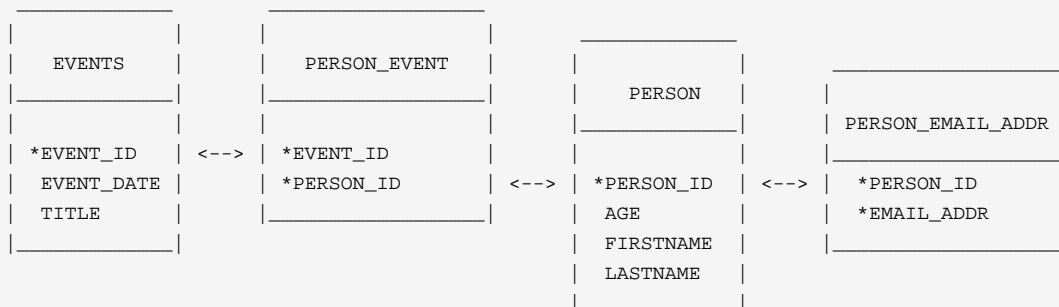 EVENTS
PERSON_EVENT
PERSON
PERSON_EMAIL_ADDR
*EVENT_ID <--> *EVENT_ID
EVENT_DATE *PERSON_ID <--> *PERSON_ID <--> *PERSON_ID
TITLE AGE *EMAIL_ADDR
FIRSTNAME
LASTNAME